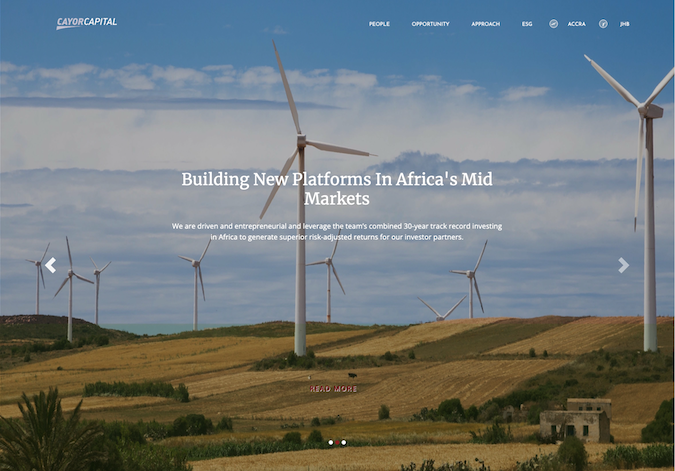 CAYORCAPITAL
PEOPLE OPPORTUNITY APPROACH ESG ACCRA JHB
Building New Platforms In Africa's Mid
Markets
We are driven and entrepreneurial and leverage the team's combined 30-year track record investing
in Africa to generate superior risk-adjusted returns for our investor partners.
READ MORE